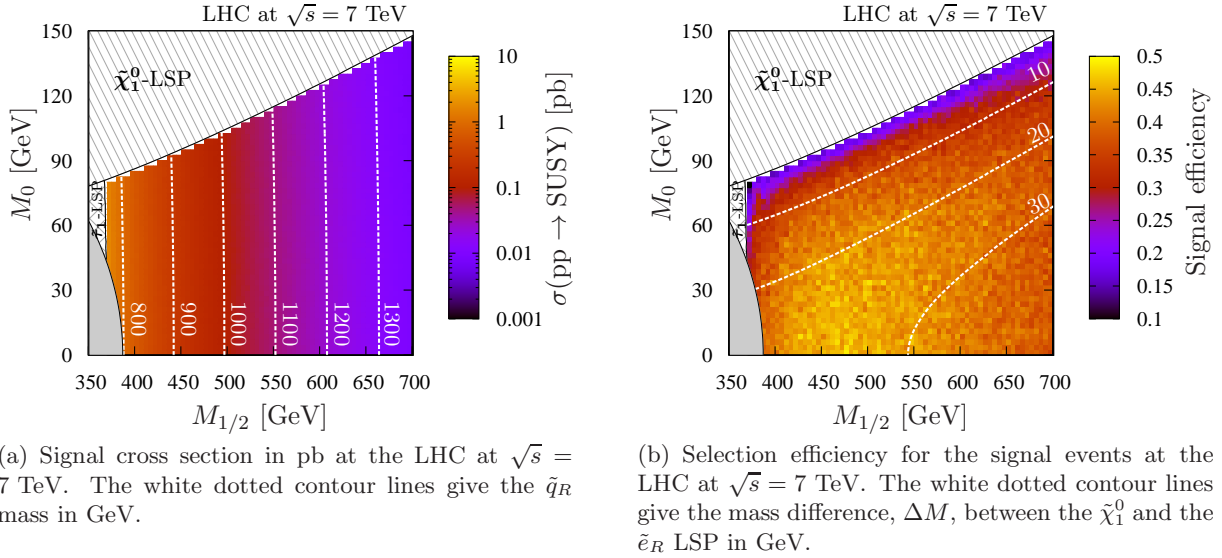 LHC at √s = 7 TeV
150
120
90
60
30
0
M₀ [GeV]
χ̃⁰₁-LSP
τ̃₁-LSP
800
900
1000
1100
1200
1300
350 400 450 500 550 600 650 700
M₁/₂ [GeV]
10
1
0.1
0.01
0.001
σ(pp → SUSY) [pb]
(a) Signal cross section in pb at the LHC at √s =
7 TeV. The white dotted contour lines give the q̃_R
mass in GeV.
LHC at √s = 7 TeV
150
120
90
60
30
0
M₀ [GeV]
χ̃⁰₁-LSP
τ̃₁-LSP
10
20
30
350 400 450 500 550 600 650 700
M₁/₂ [GeV]
0.5
0.45
0.4
0.35
0.3
0.25
0.2
0.15
0.1
Signal efficiency
(b) Selection efficiency for the signal events at the
LHC at √s = 7 TeV. The white dotted contour lines
give the mass difference, ΔM, between the χ̃⁰₁ and the
ẽ_R LSP in GeV.